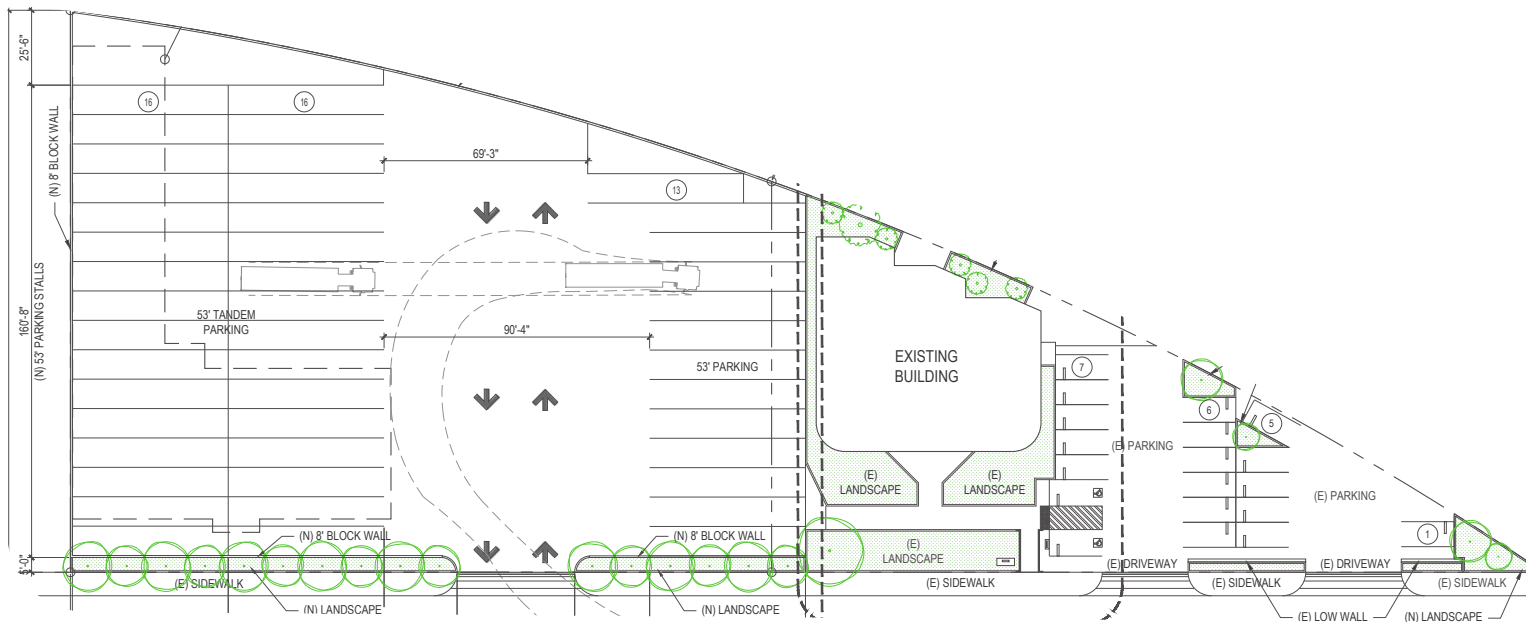 25'-6"
(N) 8' BLOCK WALL
160'-8"
(N) 53' PARKING STALLS
5'-0"
16
16
69'-3"
13
53' TANDEM
PARKING
90'-4"
53' PARKING
EXISTING
BUILDING
7
6
5
(E) PARKING
(E) PARKING
(E)
LANDSCAPE
(E)
LANDSCAPE
1
(N) 8' BLOCK WALL
(N) 8' BLOCK WALL
(E)
LANDSCAPE
(E) DRIVEWAY
(E) DRIVEWAY
(E) SIDEWALK
(E) SIDEWALK
(E) SIDEWALK
(E) SIDEWALK
(N) LANDSCAPE
(N) LANDSCAPE
(E) LOW WALL
(N) LANDSCAPE